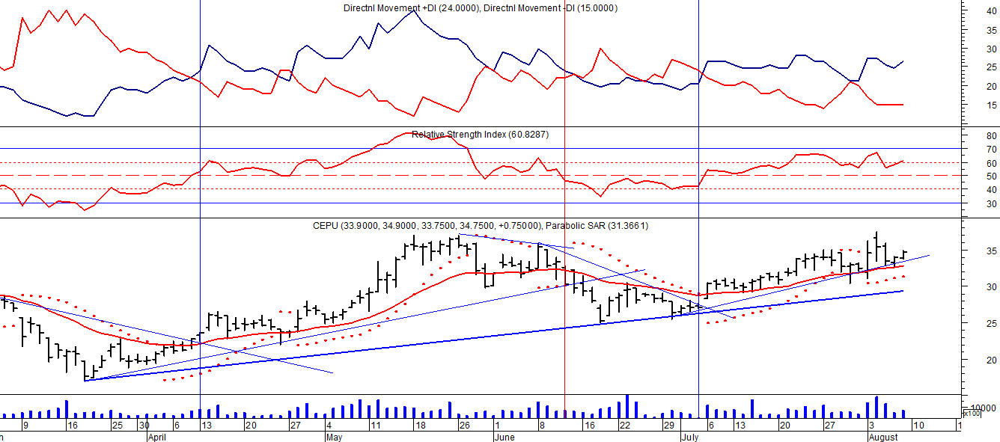 Directnl Movement +DI (24.0000), Directnl Movement -DI (15.0000)
40
35
30
25
20
15
Relative Strength Index (60.8287)
80
70
60
50
40
30
CEPU (33.9000, 34.9000, 33.7500, 34.7500, +0.75000), Parabolic SAR (31.3661)
35
30
25
20
10000
x100
9 16 25 30 6 13 20 27 4 11 18 26 1 8 16 22 29 6 13 20 27 3 10 1
h April May June July August